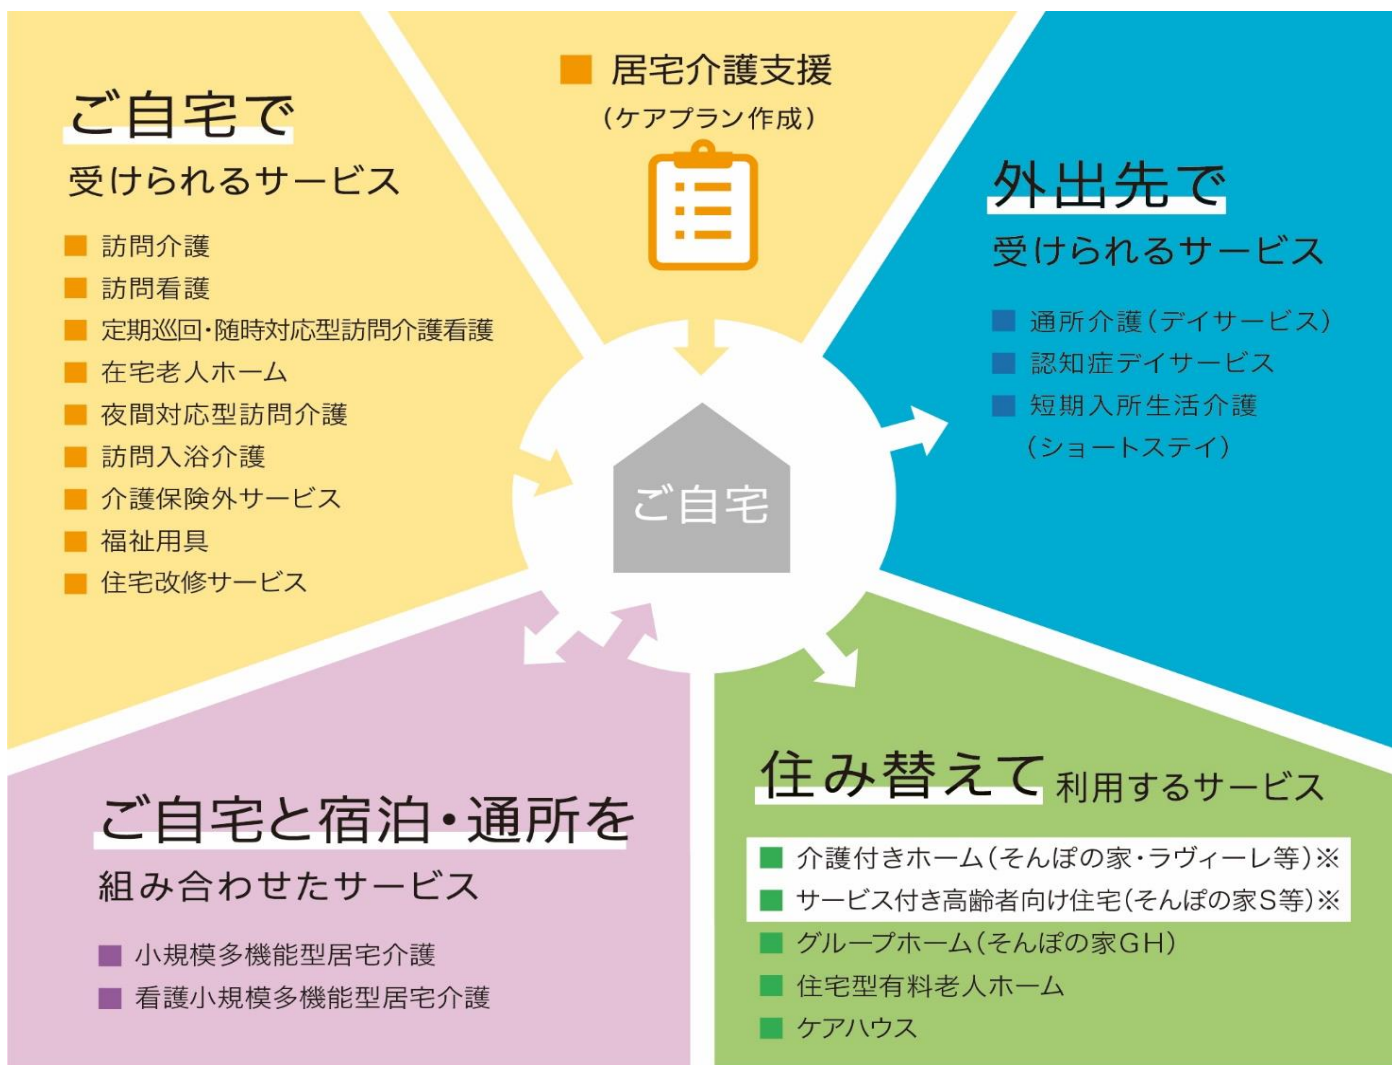 ご自宅で
受けられるサービス
■ 訪問介護
■ 訪問看護
■ 定期巡回・随時対応型訪問介護看護
■ 在宅老人ホーム
■ 夜間対応型訪問介護
■ 訪問入浴介護
■ 介護保険外サービス
■ 福祉用具
■ 住宅改修サービス
■ 居宅介護支援
(ケアプラン作成)
外出先で
受けられるサービス
■ 通所介護(デイサービス)
■ 認知症デイサービス
■ 短期入所生活介護
(ショートステイ)
ご自宅
ご自宅と宿泊・通所を
組み合わせたサービス
■ 小規模多機能型居宅介護
■ 看護小規模多機能型居宅介護
住み替えて 利用するサービス
■ 介護付きホーム(そんぽの家・ラヴィーレ等)※
■ サービス付き高齢者向け住宅(そんぽの家S等)※
■ グループホーム(そんぽの家GH)
■ 住宅型有料老人ホーム
■ ケアハウス